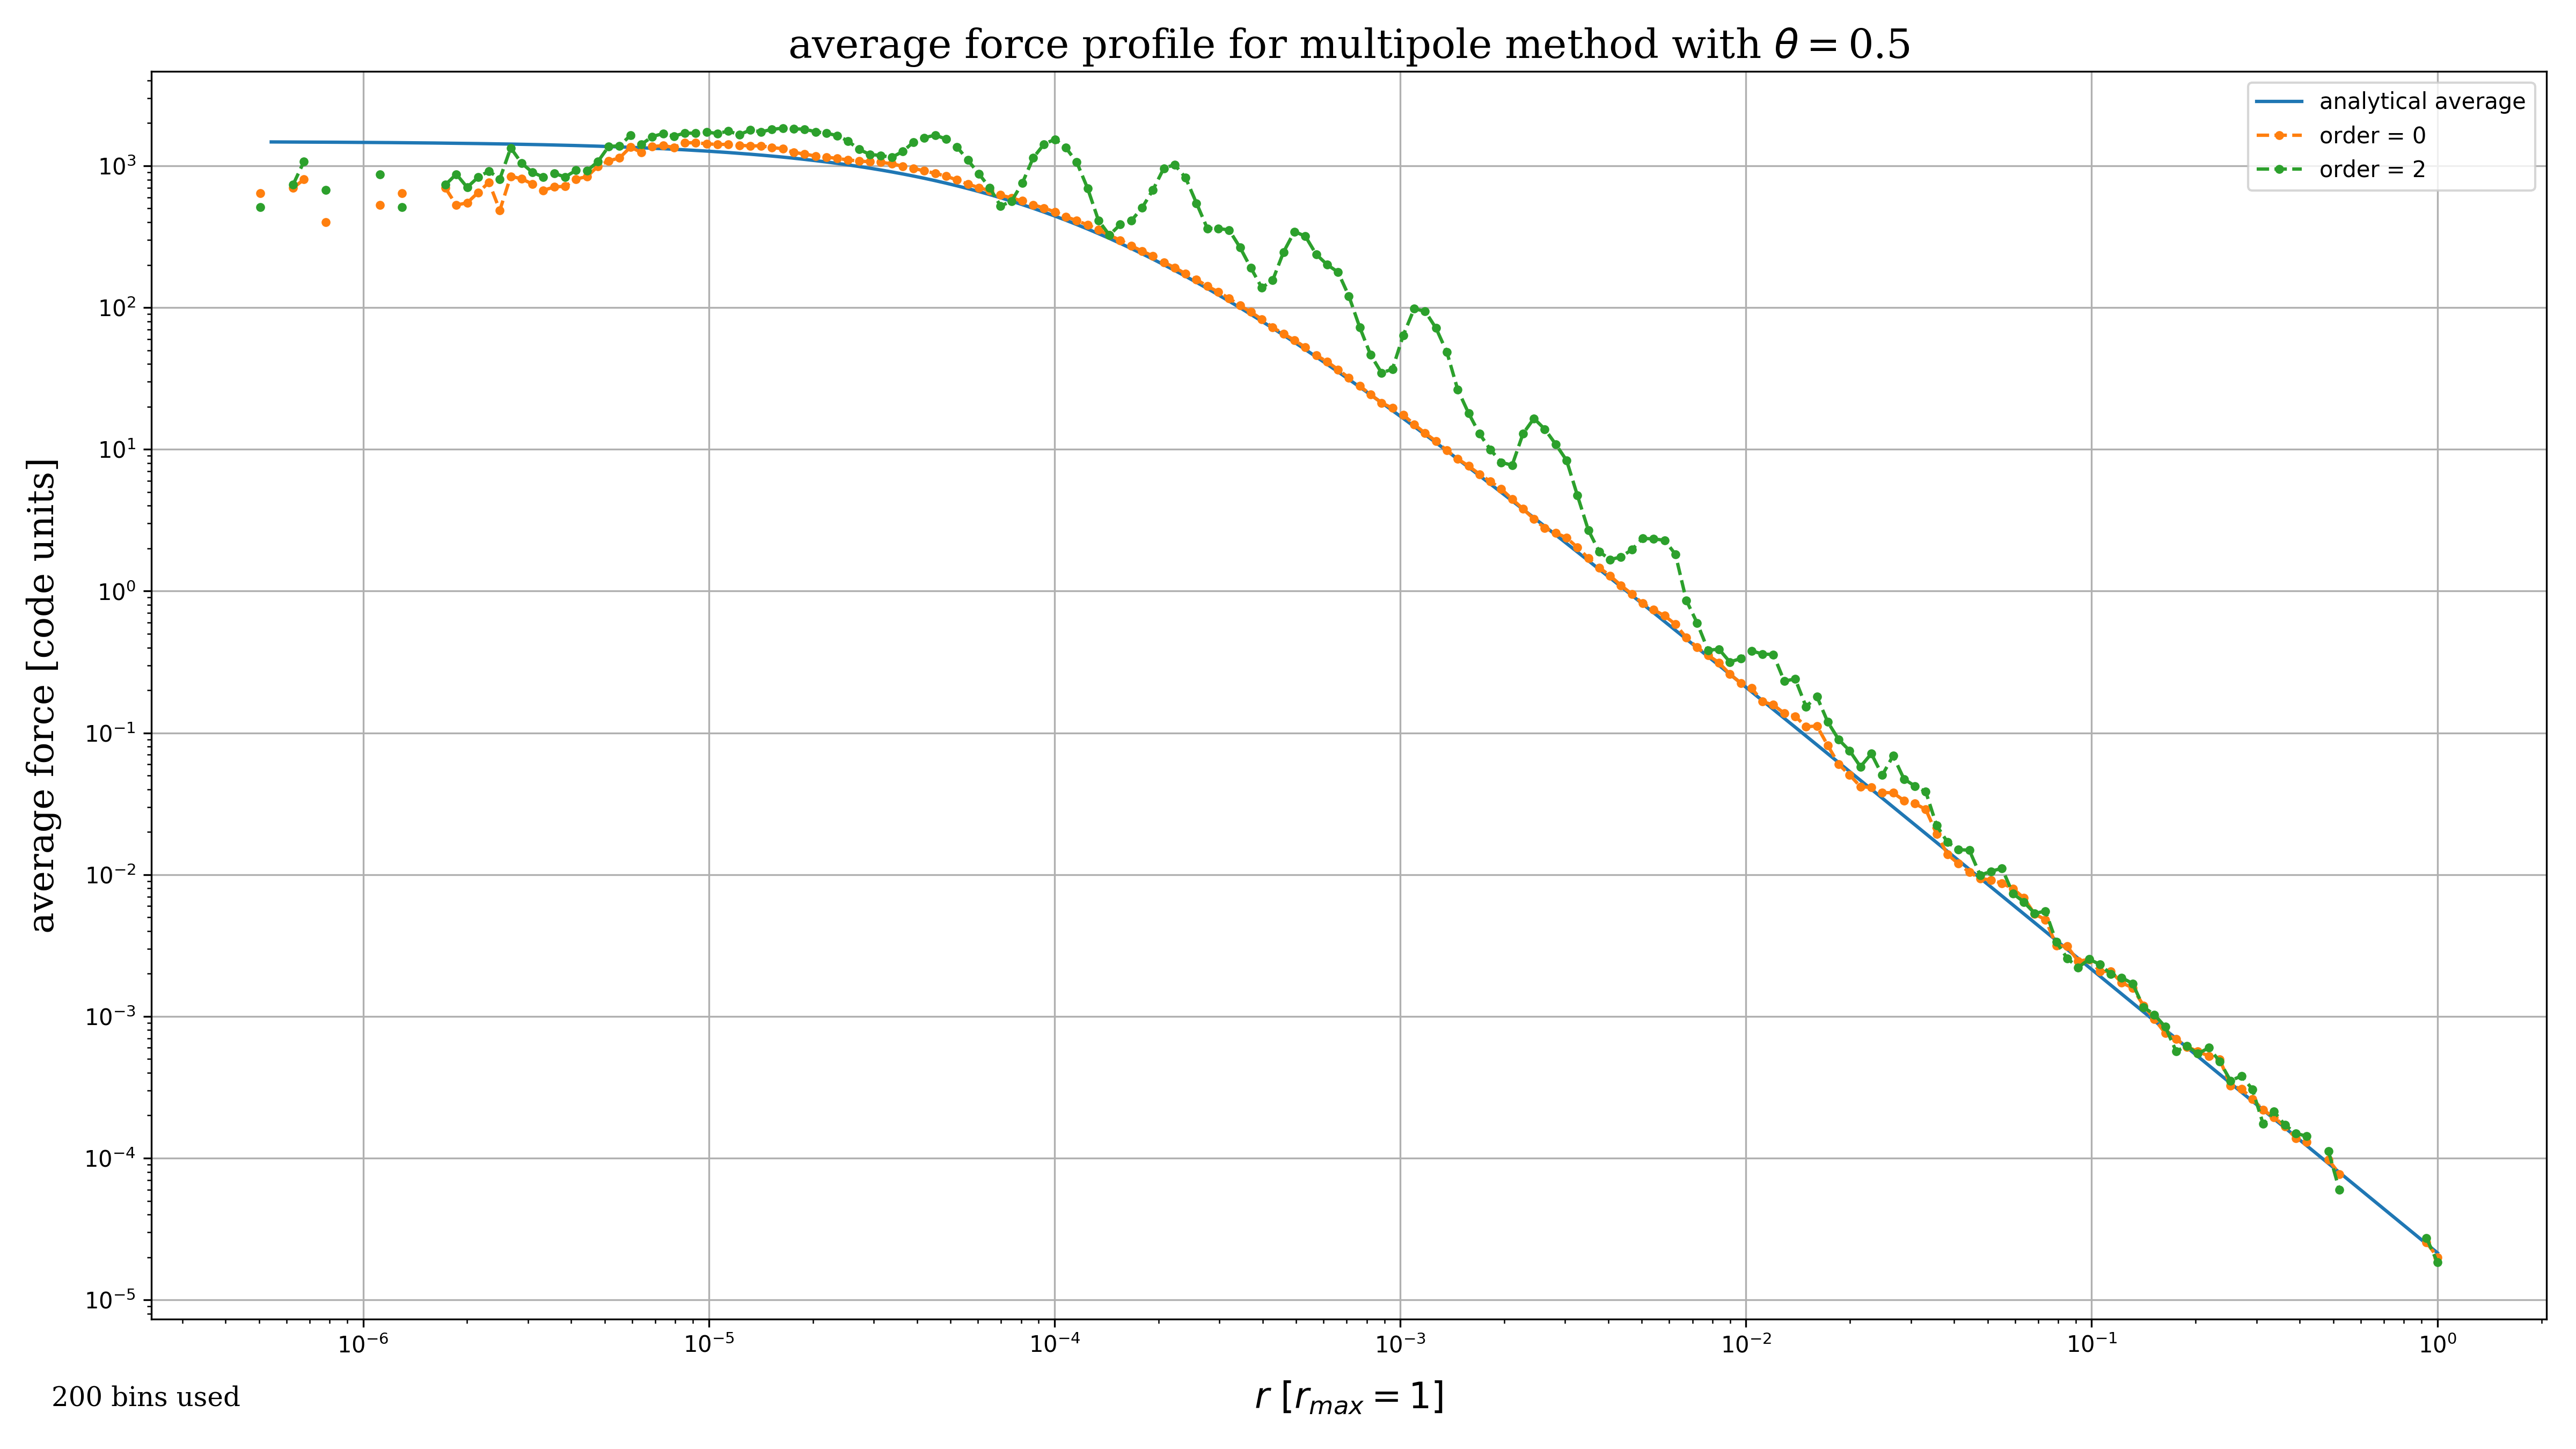 average force profile for multipole method with θ = 0.5
analytical average
order = 0
order = 2
average force [code units]
10³
10²
10¹
10⁰
10⁻¹
10⁻²
10⁻³
10⁻⁴
10⁻⁵
10⁻⁶ 10⁻⁵ 10⁻⁴ 10⁻³ 10⁻² 10⁻¹ 10⁰
r [r_max = 1]
200 bins used